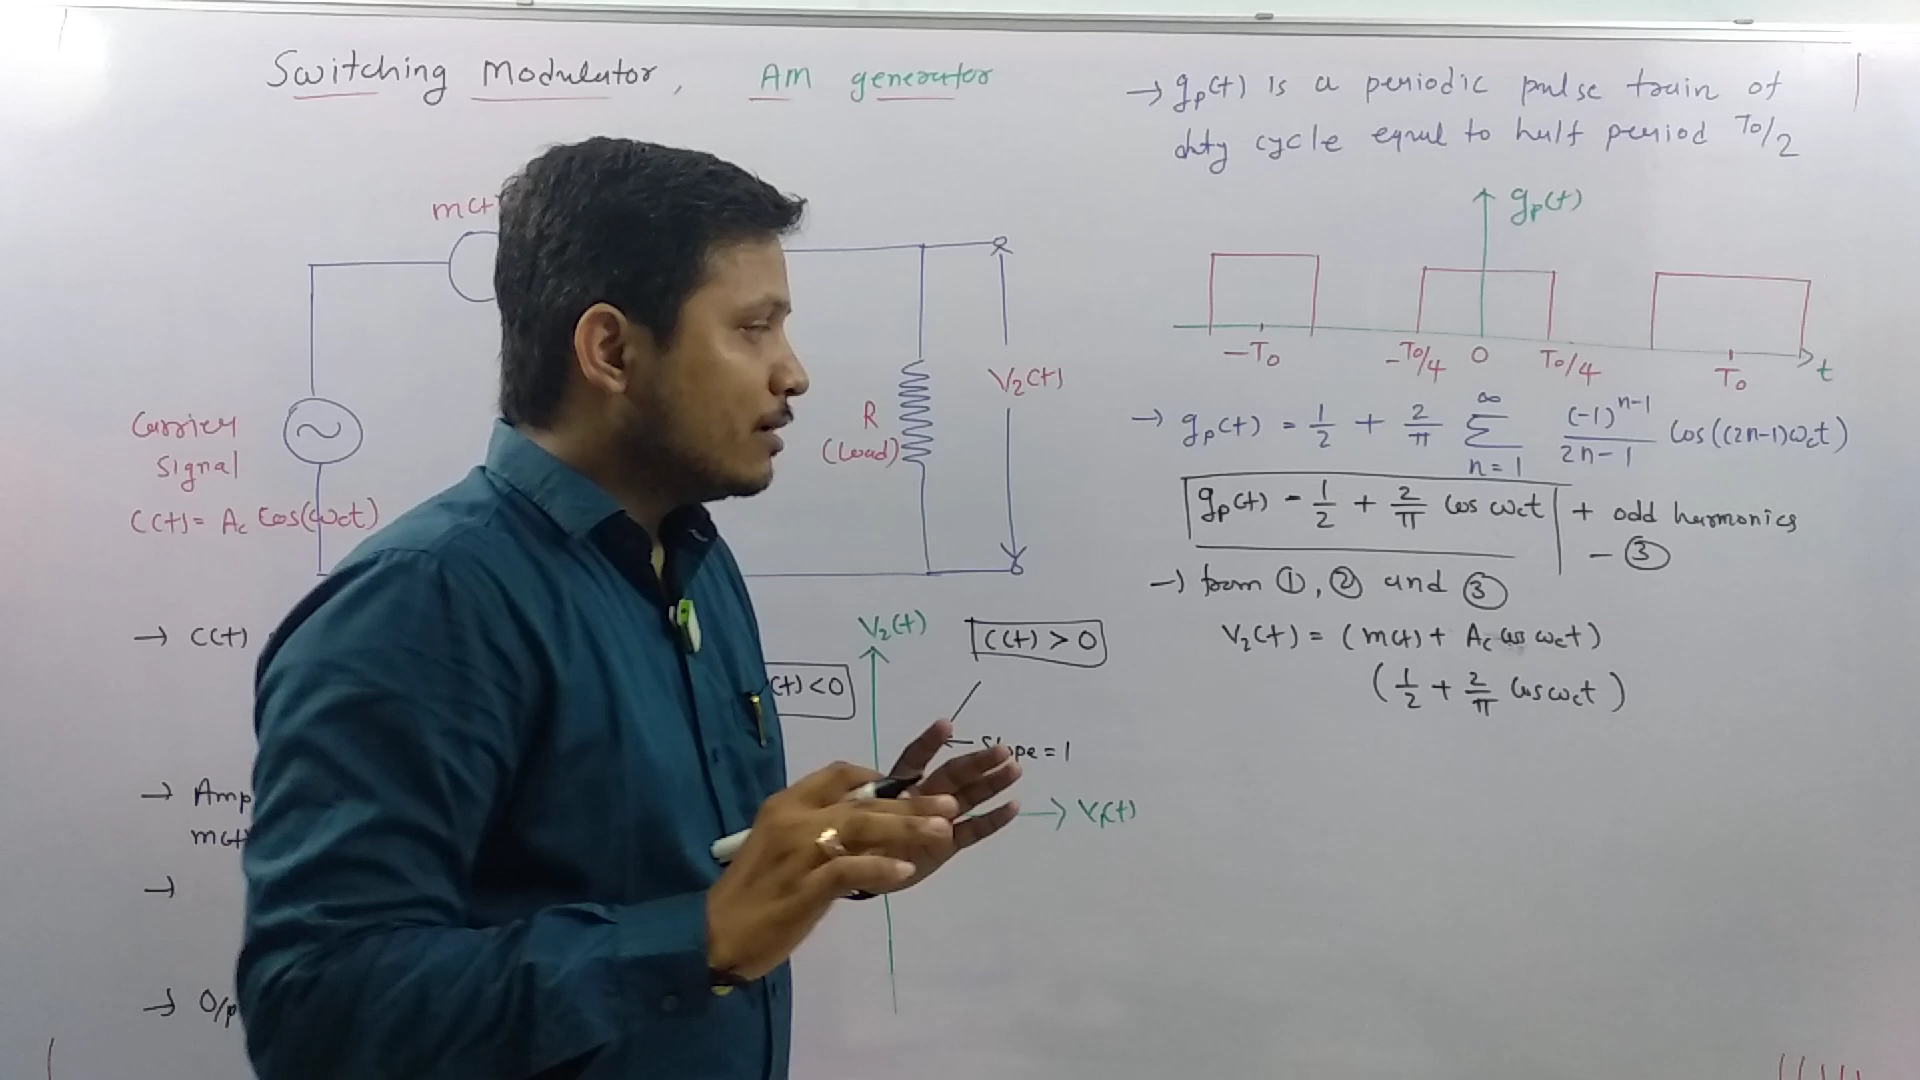 Switching Modulator, AM generator
m(t)
Carrier
Signal
C(t) = Ac Cos(ωct)
R
(Load)
V2(t)
→ C(t)
→ Amp
m(t)
→
→ O/p
V2(t)
C(t) > 0
(t) < 0
Slope = 1
V1(t)
→ gp(t) is a periodic pulse train of
duty cycle equal to half period T0/2
gp(t)
-T0 -T0/4 0 T0/4 T0 t
→ gp(t) = 1/2 + 2/π ∑ n=1 ∞ (-1)^n-1 / 2n-1 Cos((2n-1)ωct)
gp(t) - 1/2 + 2/π Cos ωct + odd harmonics
- ③
→ from ①, ② and ③
V2(t) = (m(t) + Ac Cos ωct)
(1/2 + 2/π Cos ωct)